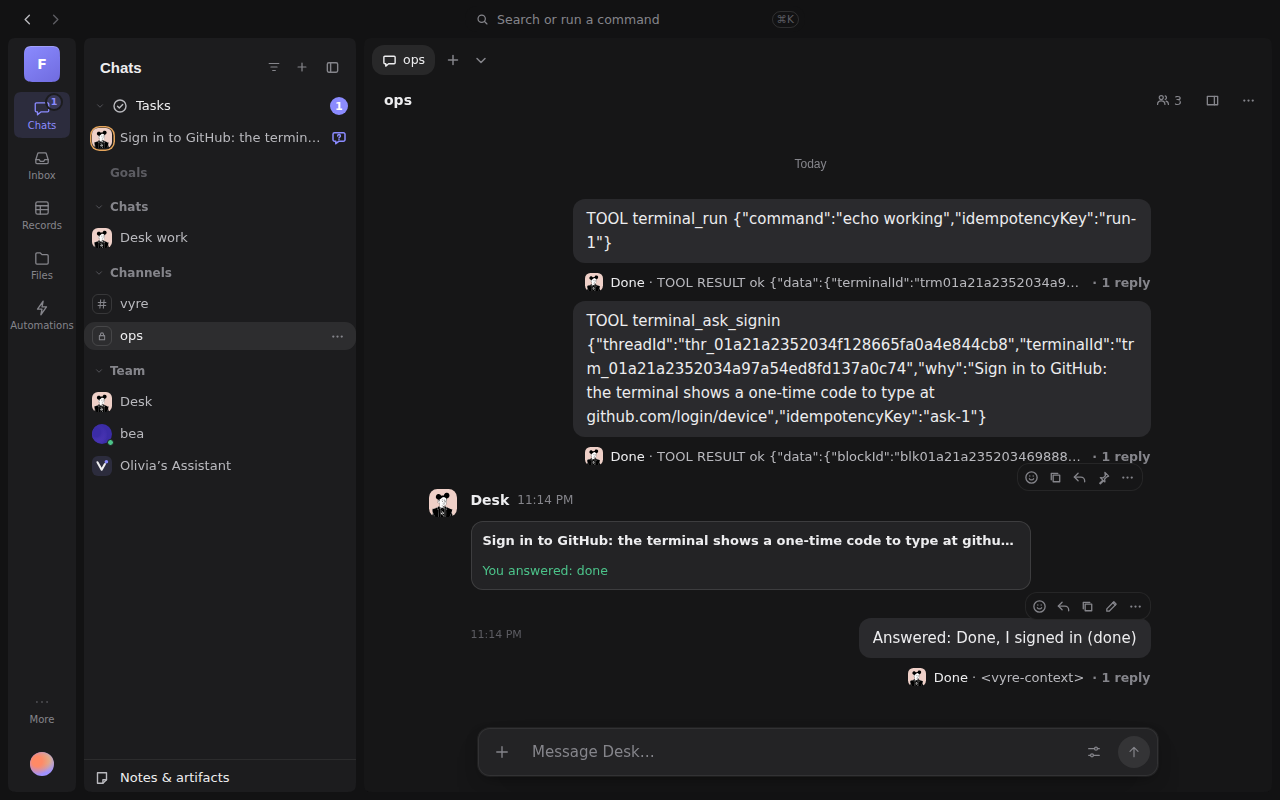 Search or run a command
⌘K
F
1
Chats
Inbox
Records
Files
Automations
More
Chats
Tasks
1
Sign in to GitHub: the termin…
Goals
Chats
Desk work
Channels
vyre
ops
Team
Desk
bea
Olivia’s Assistant
Notes & artifacts
ops
ops
3
Today
TOOL terminal_run {"command":"echo working","idempotencyKey":"run-
1"}
Done · TOOL RESULT ok {"data":{"terminalId":"trm01a21a2352034a9… · 1 reply
TOOL terminal_ask_signin
{"threadId":"thr_01a21a2352034f128665fa0a4e844cb8","terminalId":"tr
m_01a21a2352034a97a54ed8fd137a0c74","why":"Sign in to GitHub:
the terminal shows a one-time code to type at
github.com/login/device","idempotencyKey":"ask-1"}
Done · TOOL RESULT ok {"data":{"blockId":"blk01a21a235203469888… · 1 reply
Desk 11:14 PM
Sign in to GitHub: the terminal shows a one-time code to type at githu…
You answered: done
11:14 PM
Answered: Done, I signed in (done)
Done · <vyre-context> · 1 reply
Message Desk…